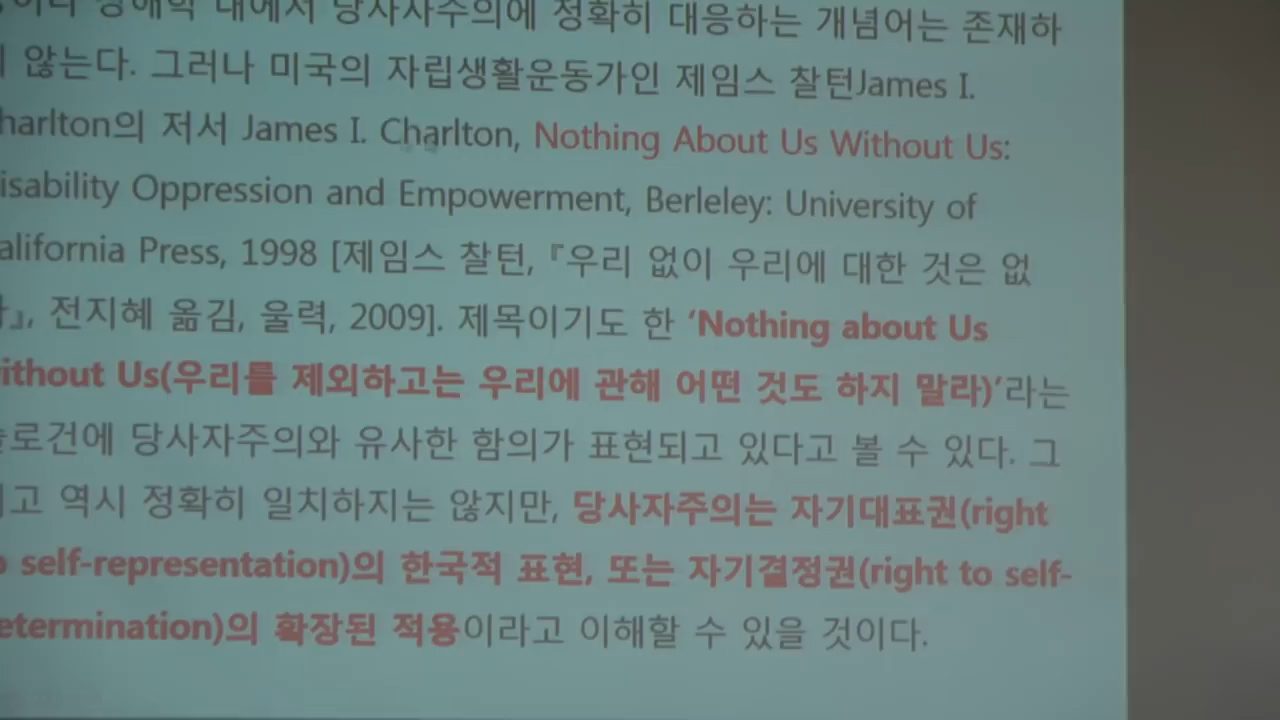 장애학 내에서 당사자주의에 정확히 대응하는 개념어는 존재하
않는다. 그러나 미국의 자립생활운동가인 제임스 찰턴James I.
harlton의 저서 James I. Charlton, Nothing About Us Without Us:
isability Oppression and Empowerment, Berleley: University of
alifornia Press, 1998 [제임스 찰턴, 『우리 없이 우리에 대한 것은 없
』, 전지혜 옮김, 울력, 2009]. 제목이기도 한 ‘Nothing about Us
ithout Us(우리를 제외하고는 우리에 관해 어떤 것도 하지 말라)’라는
로건에 당사자주의와 유사한 함의가 표현되고 있다고 볼 수 있다. 그
고 역시 정확히 일치하지는 않지만, 당사자주의는 자기대표권(right
self-representation)의 한국적 표현, 또는 자기결정권(right to self-
etermination)의 확장된 적용이라고 이해할 수 있을 것이다.